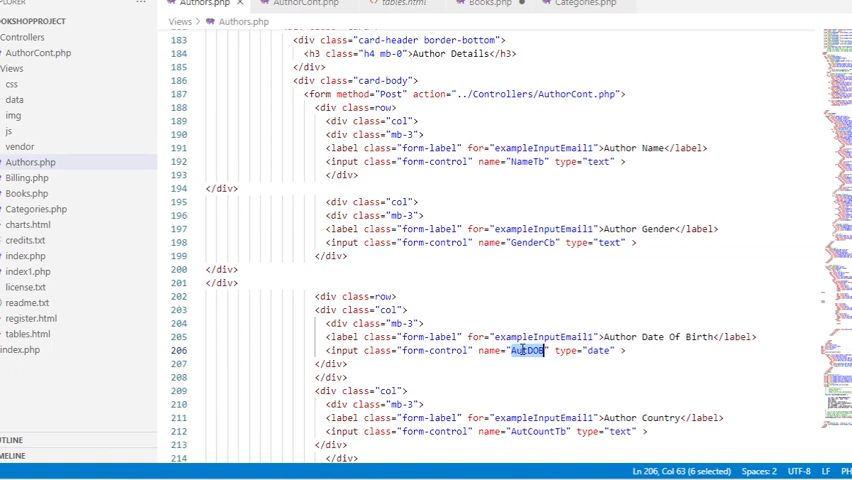 Authors.php
AuthorCont.php
tables.html
Books.php
Categories.php
PLORER
Views > Authors.php
OOKSHOPPROJECT
Controllers
AuthorCont.php
Views
css
data
img
js
vendor
Authors.php
Billing.php
Books.php
Categories.php
charts.html
credits.txt
index.php
index1.php
license.txt
readme.txt
register.html
tables.html
index.php
UTLINE
IMELINE
183 <div class="card-header border-bottom">
184 <h3 class="h4 mb-0">Author Details</h3>
185 </div>
186 <div class="card-body">
187 <form method="Post" action="../Controllers/AuthorCont.php">
188 <div class=row>
189 <div class="col">
190 <div class="mb-3">
191 <label class="form-label" for="exampleInputEmail1">Author Name</label>
192 <input class="form-control" name="NameTb" type="text" >
193 </div>
194 </div>
195 <div class="col">
196 <div class="mb-3">
197 <label class="form-label" for="exampleInputEmail1">Author Gender</label>
198 <input class="form-control" name="GenderCb" type="text" >
199 </div>
200 </div>
201 </div>
202 <div class=row>
203 <div class="col">
204 <div class="mb-3">
205 <label class="form-label" for="exampleInputEmail1">Author Date Of Birth</label>
206 <input class="form-control" name="AutDOB" type="date" >
207 </div>
208 </div>
209 <div class="col">
210 <div class="mb-3">
211 <label class="form-label" for="exampleInputEmail1">Author Country</label>
212 <input class="form-control" name="AutCountTb" type="text" >
213 </div>
214 </div>
Ln 206, Col 63 (6 selected) Spaces: 2 UTF-8 LF PH